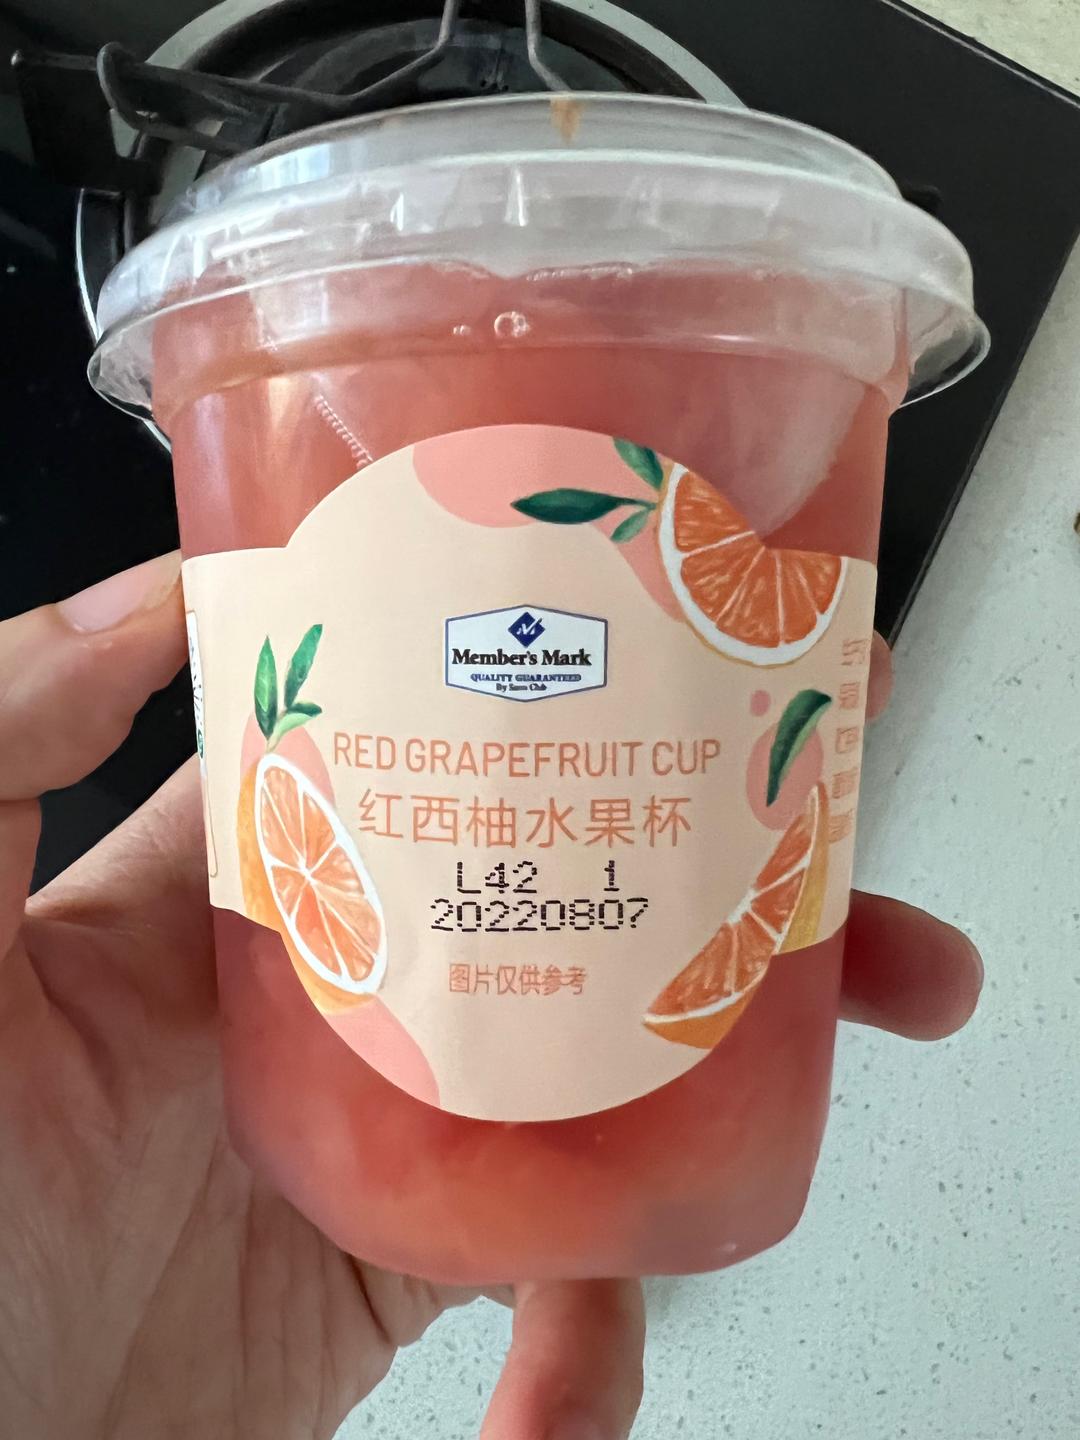 Member's Mark
QUALITY GUARANTEED
By Sam's Club
RED GRAPEFRUIT CUP
红西柚水果杯
L42 1
20220807
图片仅供参考